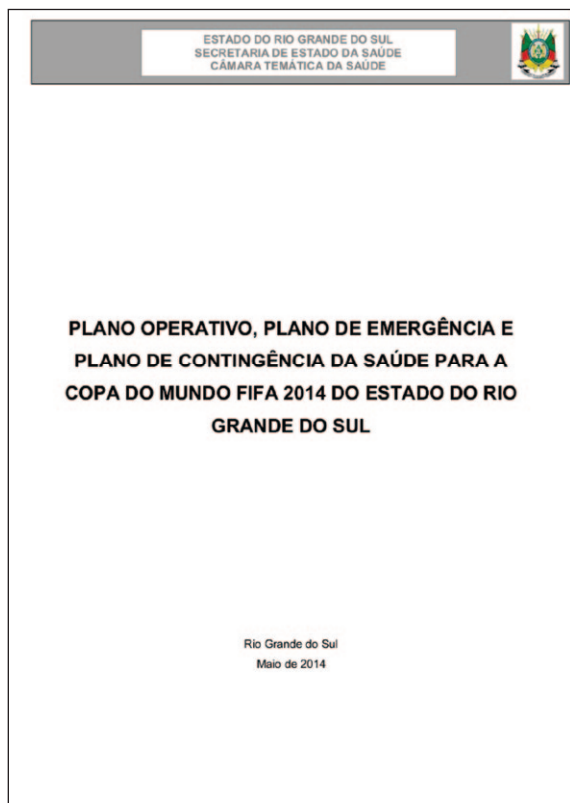 ESTADO DO RIO GRANDE DO SUL
SECRETARIA DE ESTADO DA SAÚDE
CÂMARA TEMÁTICA DA SAÚDE
PLANO OPERATIVO, PLANO DE EMERGÊNCIA E
PLANO DE CONTINGÊNCIA DA SAÚDE PARA A
COPA DO MUNDO FIFA 2014 DO ESTADO DO RIO
GRANDE DO SUL
Rio Grande do Sul
Maio de 2014